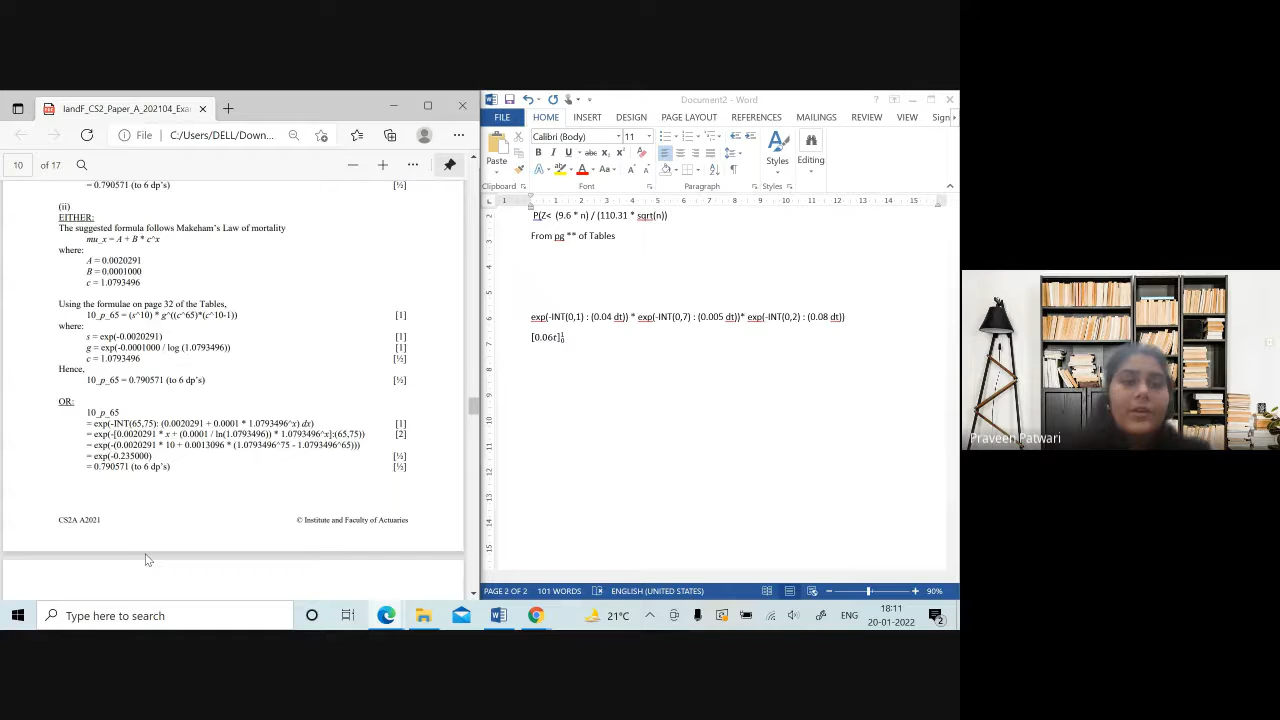 IandF_CS2_Paper_A_202104_Exa
File
C:/Users/DELL/Down...
10
of 17
= 0.790571 (to 6 dp's) [½]
(ii)
EITHER:
The suggested formula follows Makeham's Law of mortality
mu_x = A + B * c^x
where:
A = 0.0020291
B = 0.0001000
c = 1.0793496
Using the formulae on page 32 of the Tables,
10_p_65 = (s^10) * g^((c^65)*(c^10-1)) [1]
where:
s = exp(-0.0020291) [1]
g = exp(-0.0001000 / log (1.0793496)) [1]
c = 1.0793496 [½]
Hence,
10_p_65 = 0.790571 (to 6 dp's) [½]
OR:
10_p_65
= exp(-INT(65,75): (0.0020291 + 0.0001 * 1.0793496^x) dx) [1]
= exp(-[0.0020291 * x + (0.0001 / ln(1.0793496)) * 1.0793496^x]:(65,75)) [2]
= exp(-(0.0020291 * 10 + 0.0013096 * (1.0793496^75 - 1.0793496^65)))
= exp(-0.235000) [½]
= 0.790571 (to 6 dp's) [½]
CS2A A2021 © Institute and Faculty of Actuaries
Document2 - Word
FILE HOME INSERT DESIGN PAGE LAYOUT REFERENCES MAILINGS REVIEW VIEW Sign
Calibri (Body) 11
Paste
B I U abc x₂ x²
Styles
Editing
Clipboard Font Paragraph Styles
P(Z< (9.6 * n) / (110.31 * sqrt(n))
From pg ** of Tables
exp(-INT(0,1) : (0.04 dt)) * exp(-INT(0,7) : (0.005 dt))* exp(-INT(0,2) : (0.08 dt))
[0.06t]¹₀
PAGE 2 OF 2 101 WORDS ENGLISH (UNITED STATES) 90%
Type here to search
21°C
ENG
18:11
20-01-2022
2
Praveen Patwari